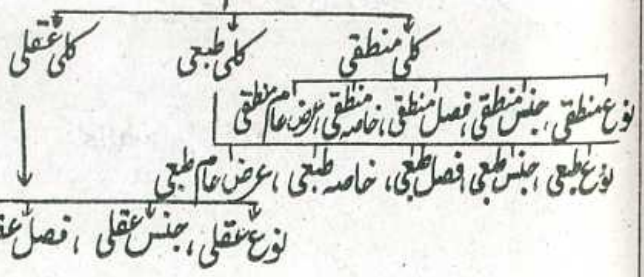 کلی منطقی کلی طبعی کلی عقلی
نوع منطقی، جنس منطقی، فصل منطقی، خاصہ منطقی، عرض عام منطقی
نوع طبعی، جنس طبعی، فصل طبعی، خاصہ طبعی، عرض عام طبعی
نوع عقلی، جنس عقلی، فصل